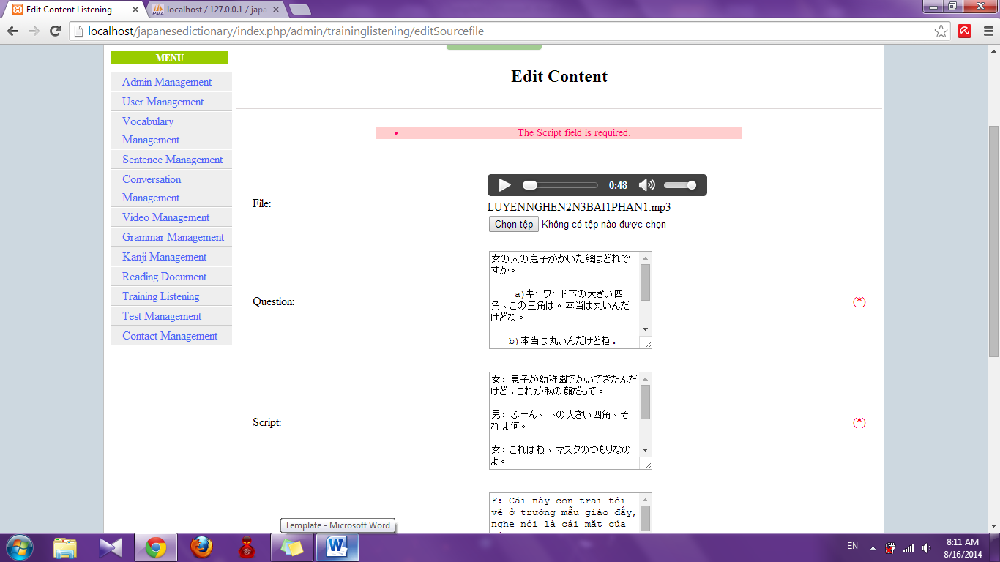 Edit Content Listening
localhost / 127.0.0.1 / japa
localhost/japanesedictionary/index.php/admin/traininglistening/editSourcefile
MENU
Admin Management
User Management
Vocabulary
Management
Sentence Management
Conversation
Management
Video Management
Grammar Management
Kanji Management
Reading Document
Training Listening
Test Management
Contact Management
Edit Content
• The Script field is required.
File:
0:48
LUYENNGHEN2N3BAI1PHAN1.mp3
Chọn tệp Không có tệp nào được chọn
Question:
女の人の息子がかいた絵はどれで
すか。
a)キーワード下の大きい四
角、この三角は。本当は丸いんだ
けどね。
b)本当は丸いんだけどね.
(*)
Script:
女: 息子が幼稚園でかいてきたんだ
けど、これが私の顔だって。
男: ふーん、下の大きい四角、そ
れは何。
女: これはね、マスクのつもりなの
よ。
(*)
F: Cái này con trai tôi
vẽ ở trường mẫu giáo đấy,
nghe nói là cái mặt của
Template - Microsoft Word
EN
8:11 AM
8/16/2014